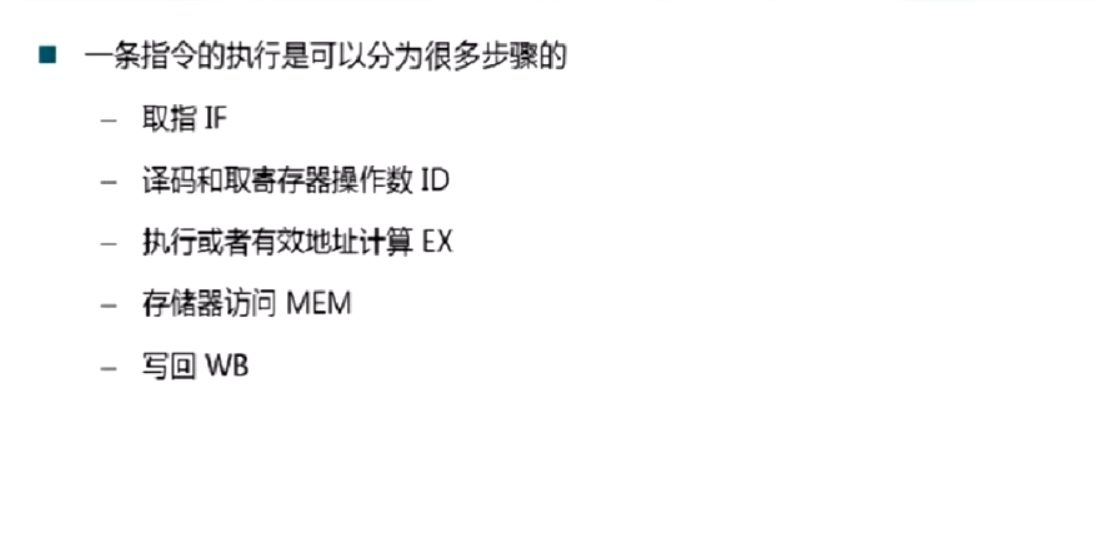 一条指令的执行是可以分为很多步骤的
– 取指 IF
– 译码和取寄存器操作数 ID
– 执行或者有效地址计算 EX
– 存储器访问 MEM
– 写回 WB